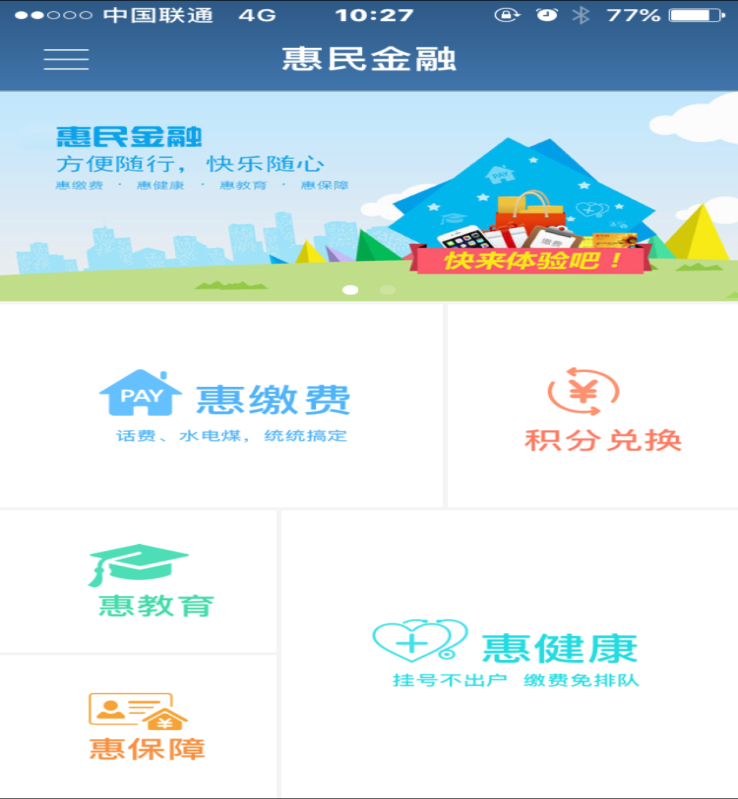 中国联通 4G 10:27 77%
惠民金融
惠民金融
方便随行，快乐随心
惠缴费 · 惠健康 · 惠教育 · 惠保障
PAY
缴费
快来体验吧！
PAY 惠缴费
话费、水电煤，统统搞定
¥
积分兑换
惠教育
惠健康
挂号不出户 缴费免排队
¥
惠保障